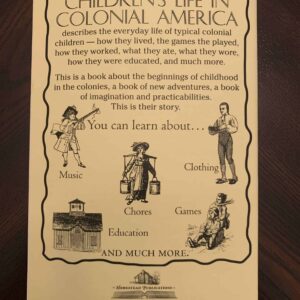 CHILDREN'S LIFE IN
COLONIAL AMERICA
describes the everyday life of typical colonial
children — how they lived, the games the played,
how they worked, what they ate, what they wore,
how they were educated, and much more.
This is a book about the beginnings of childhood
in the colonies, a book of new adventures, a book
of imagination and practicabilities.
This is their story.
You can learn about...
Music
Clothing
Chores
Games
Education
AND MUCH MORE.
HOMESTEAD PUBLICATIONS